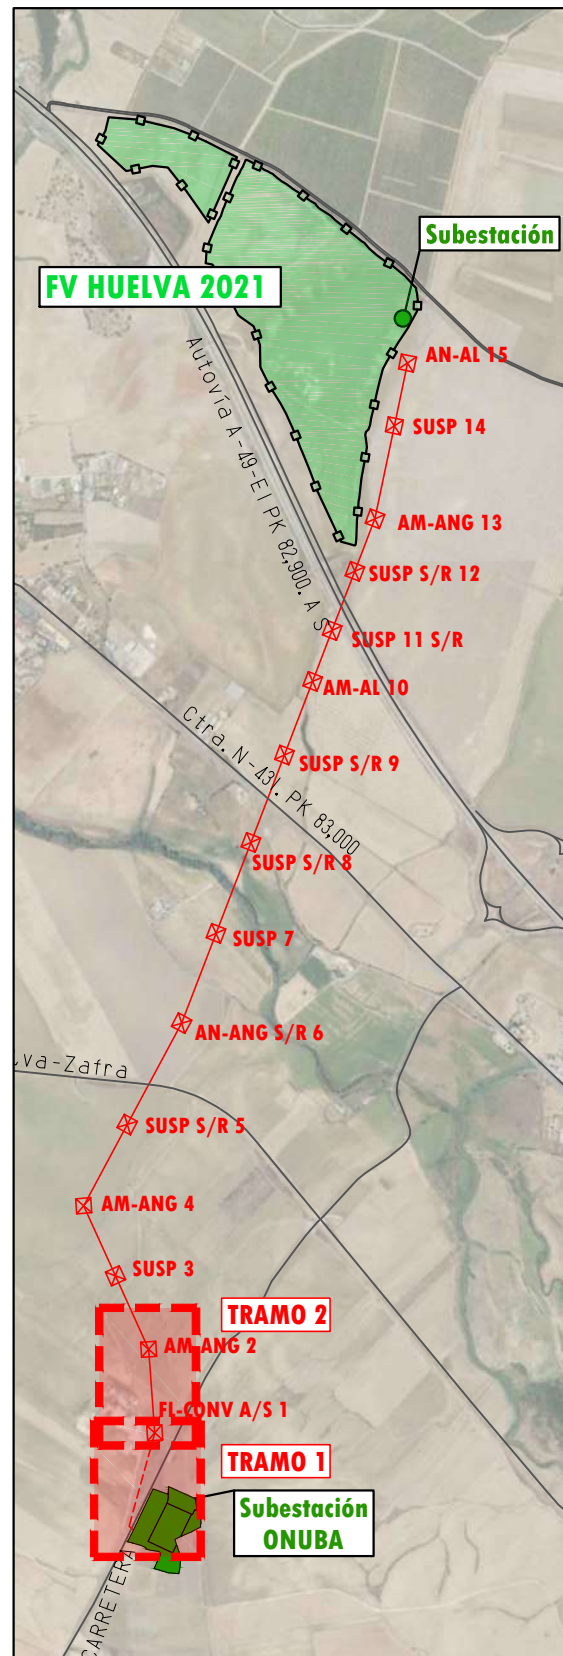 Subestación
FV HUELVA 2021
AN-AL 15
Autovía A-49-El PK 82,900. A S
SUSP 14
AM-ANG 13
SUSP S/R 12
SUSP 11 S/R
AM-AL 10
Ctra. N-431. PK 83,000
SUSP S/R 9
SUSP S/R 8
SUSP 7
AN-ANG S/R 6
va-Zafra
SUSP S/R 5
AM-ANG 4
SUSP 3
TRAMO 2
AM-ANG 2
FL-CONV A/S 1
TRAMO 1
Subestación
ONUBA
CARRETERA